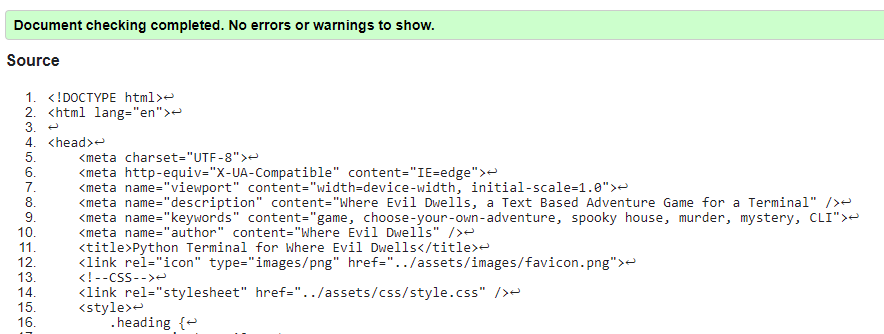 Document checking completed. No errors or warnings to show.
Source
1. <!DOCTYPE html>↩
2. <html lang="en">↩
3. ↩
4. <head>↩
5.     <meta charset="UTF-8">↩
6.     <meta http-equiv="X-UA-Compatible" content="IE=edge">↩
7.     <meta name="viewport" content="width=device-width, initial-scale=1.0">↩
8.     <meta name="description" content="Where Evil Dwells, a Text Based Adventure Game for a Terminal" />↩
9.     <meta name="keywords" content="game, choose-your-own-adventure, spooky house, murder, mystery, CLI">↩
10.     <meta name="author" content="Where Evil Dwells" />↩
11.     <title>Python Terminal for Where Evil Dwells</title>↩
12.     <link rel="icon" type="images/png" href="../assets/images/favicon.png">↩
13.     <!--CSS-->↩
14.     <link rel="stylesheet" href="../assets/css/style.css" />↩
15.     <style>↩
16.         .heading {↩